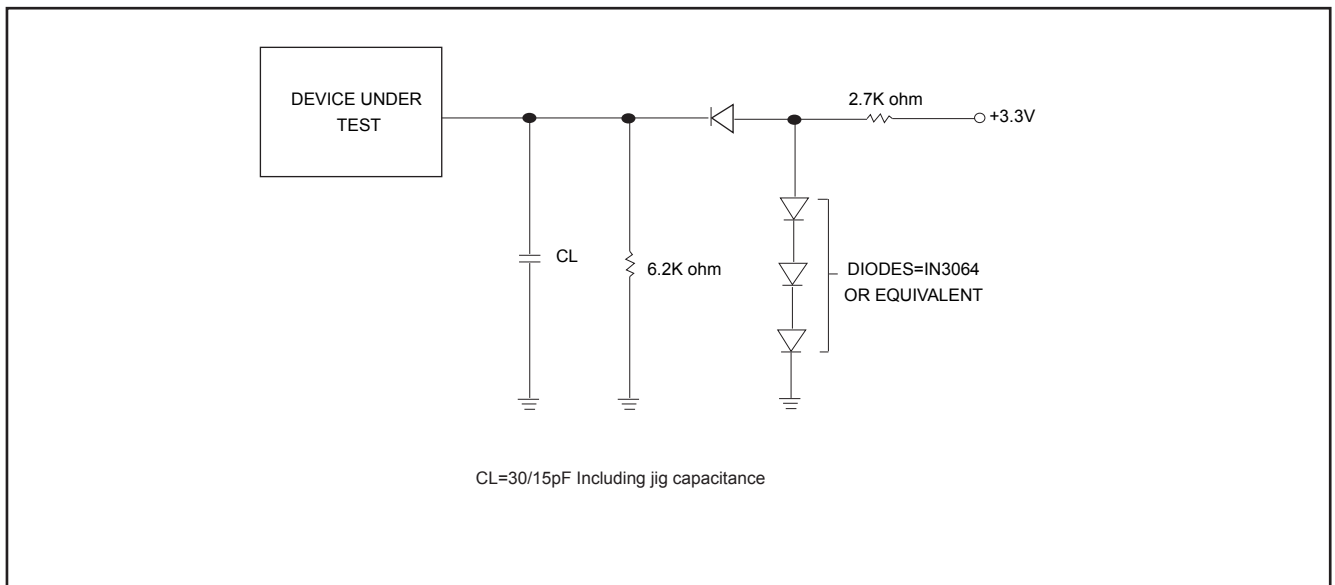 DEVICE UNDER
TEST
2.7K ohm
+3.3V
CL
6.2K ohm
DIODES=IN3064
OR EQUIVALENT
CL=30/15pF Including jig capacitance